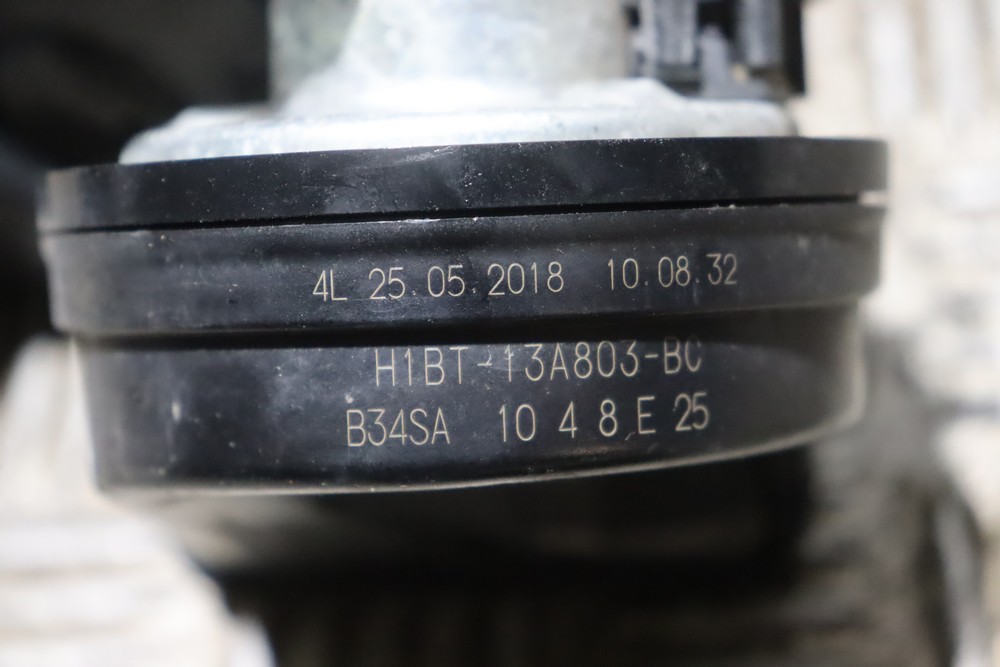 4L 25.05.2018 10.08.32
H1BT-13A803-BC
B34SA 10 4 8 E 25